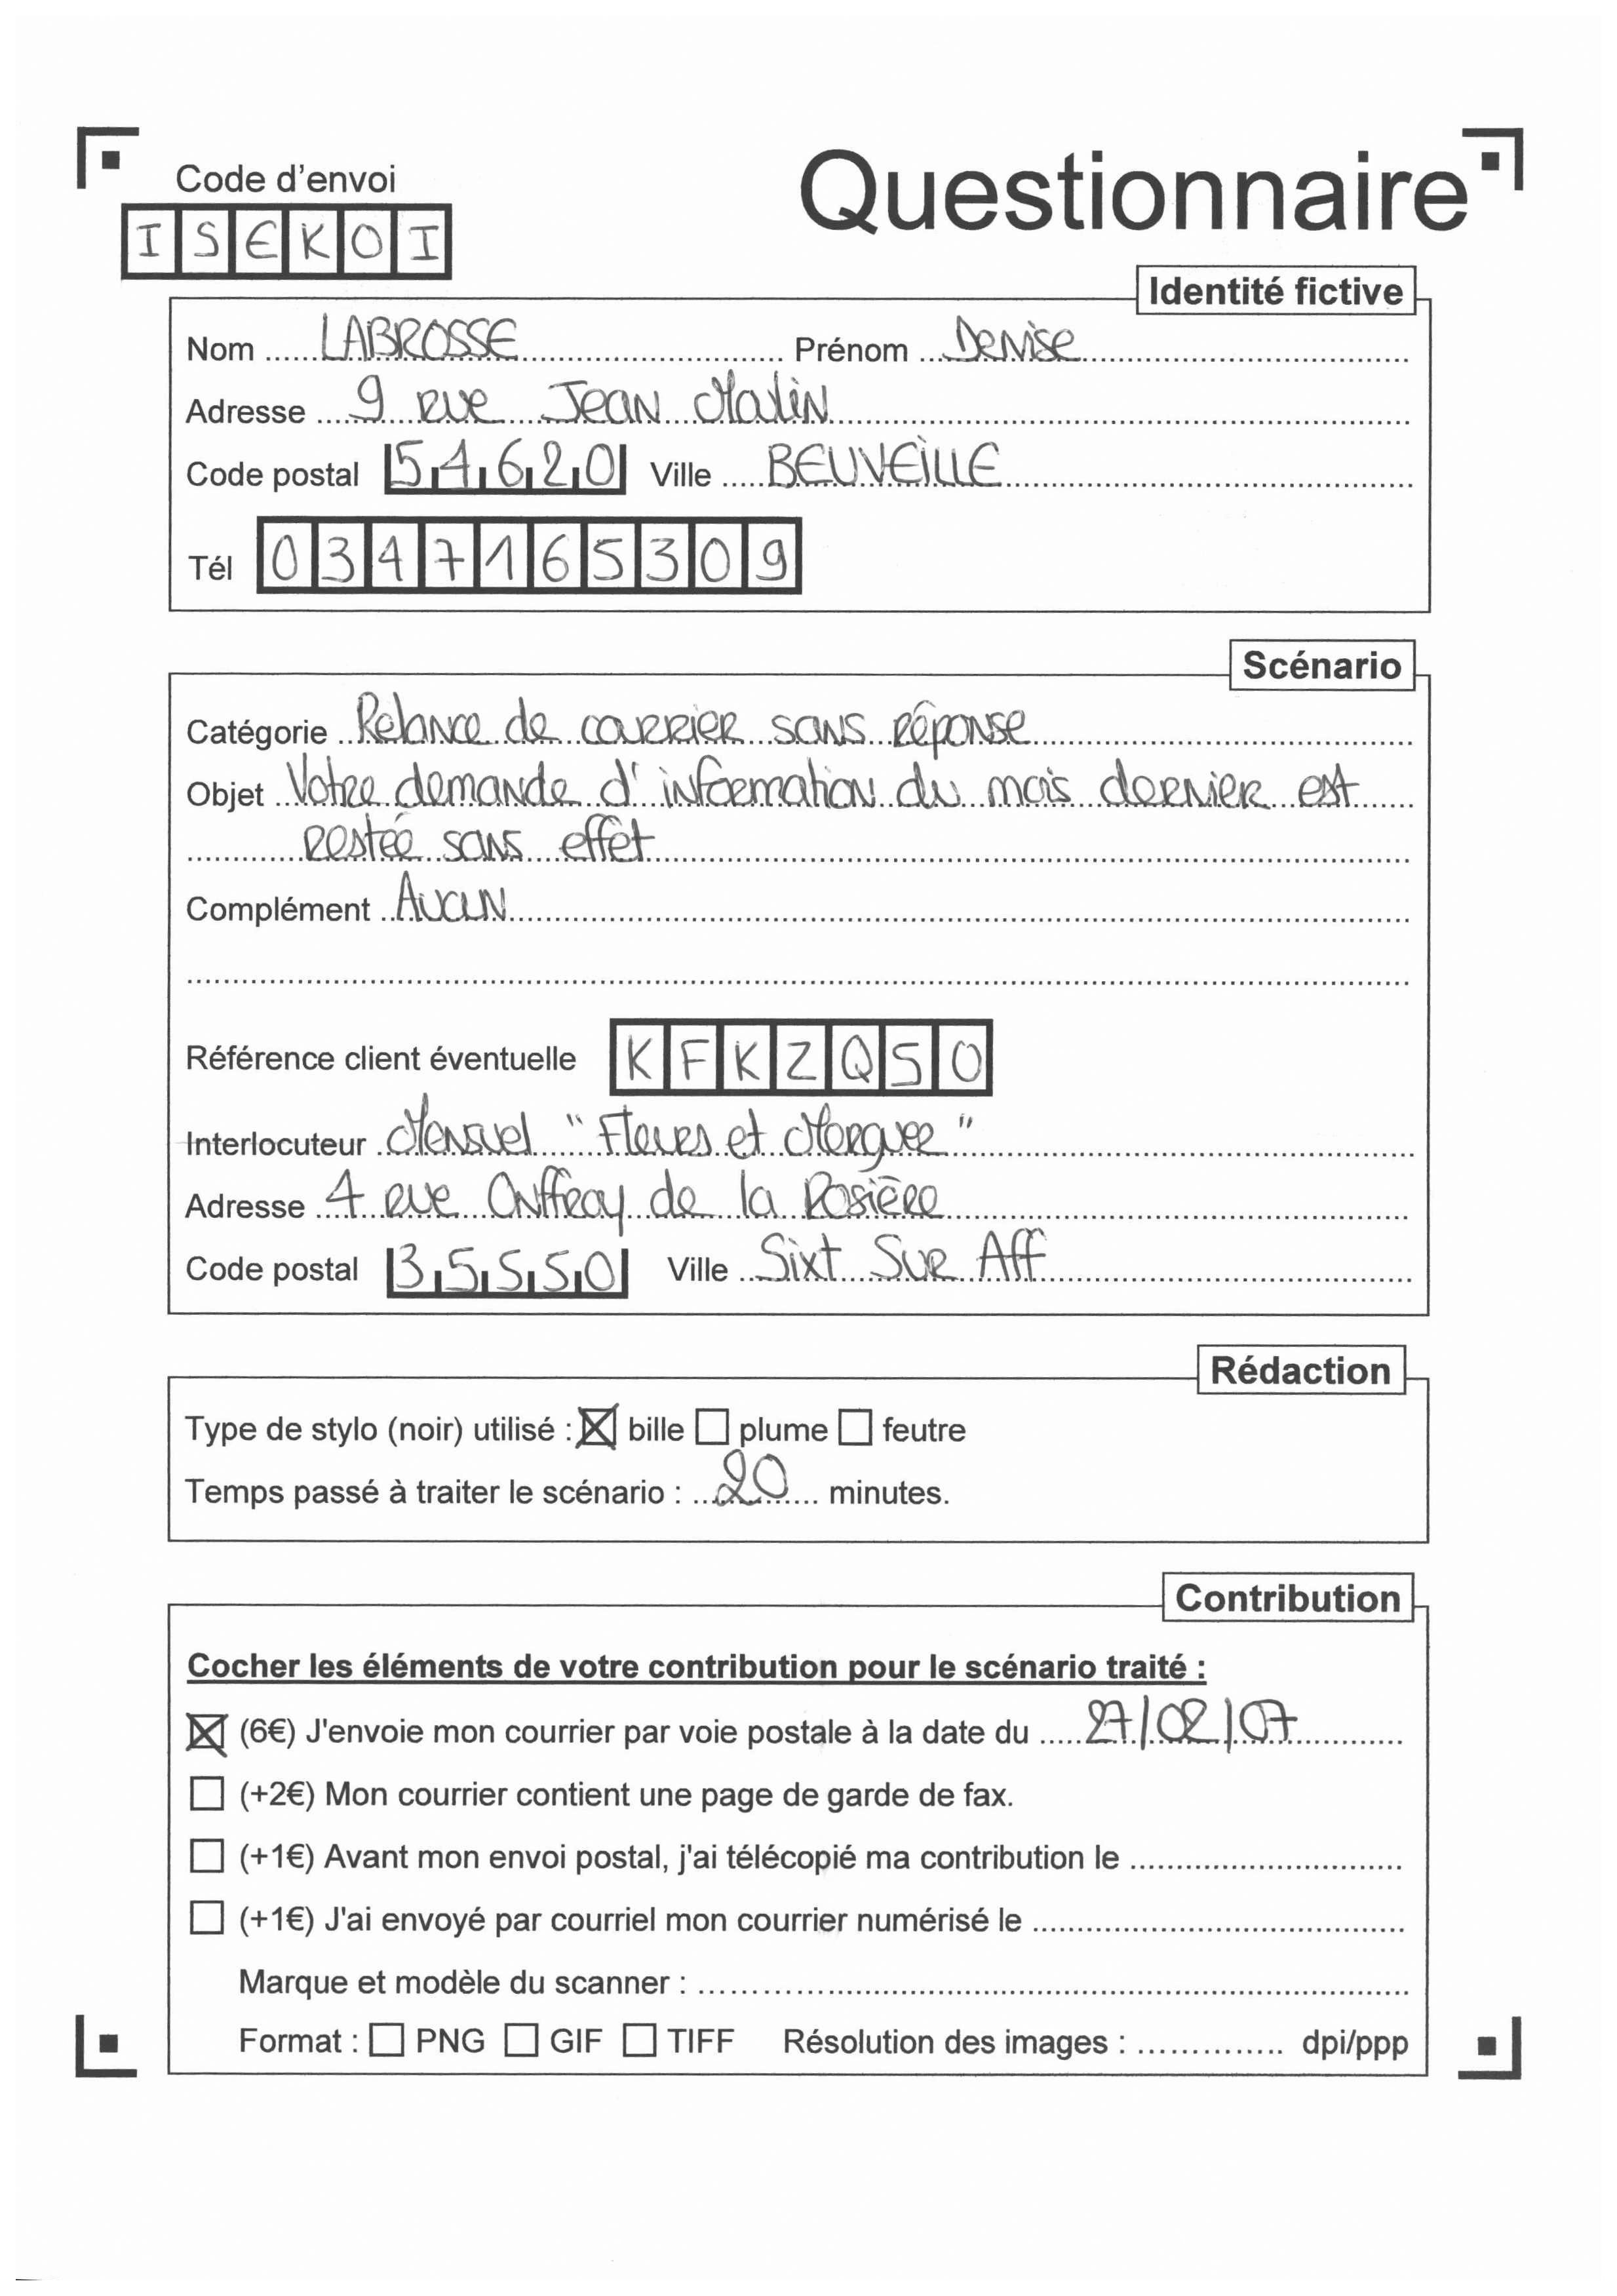 Code d'envoi
Questionnaire
ISEKOI
Identité fictive
Nom ...... LABROSSE ...... Prénom ... Denise ......
Adresse ... 9 rue Jean Malin ......
Code postal 54620 Ville ..... BEUVEILLE ......
Tél 0347165309
Scénario
Catégorie .. Relance de courrier sans réponse ......
Objet .. Votre demande d'information du mois dernier est ......
...... restée sans effet ......
Complément .. Aucun ......
Référence client éventuelle KFKZQSO
Interlocuteur . Mensuel "Fleurs et Marguer" ......
Adresse ... 4 rue Onffray de la Rosière ......
Code postal 35550 Ville .. Sixt Sur Aff ......
Rédaction
Type de stylo (noir) utilisé : ☒ bille ☐ plume ☐ feutre
Temps passé à traiter le scénario : .. 20 ... minutes.
Contribution
Cocher les éléments de votre contribution pour le scénario traité :
☒ (6€) J'envoie mon courrier par voie postale à la date du ..... 27/02/07 ......
☐ (+2€) Mon courrier contient une page de garde de fax.
☐ (+1€) Avant mon envoi postal, j'ai télécopié ma contribution le ......
☐ (+1€) J'ai envoyé par courriel mon courrier numérisé le ......
Marque et modèle du scanner : ......
Format : ☐ PNG ☐ GIF ☐ TIFF Résolution des images : ...... dpi/ppp